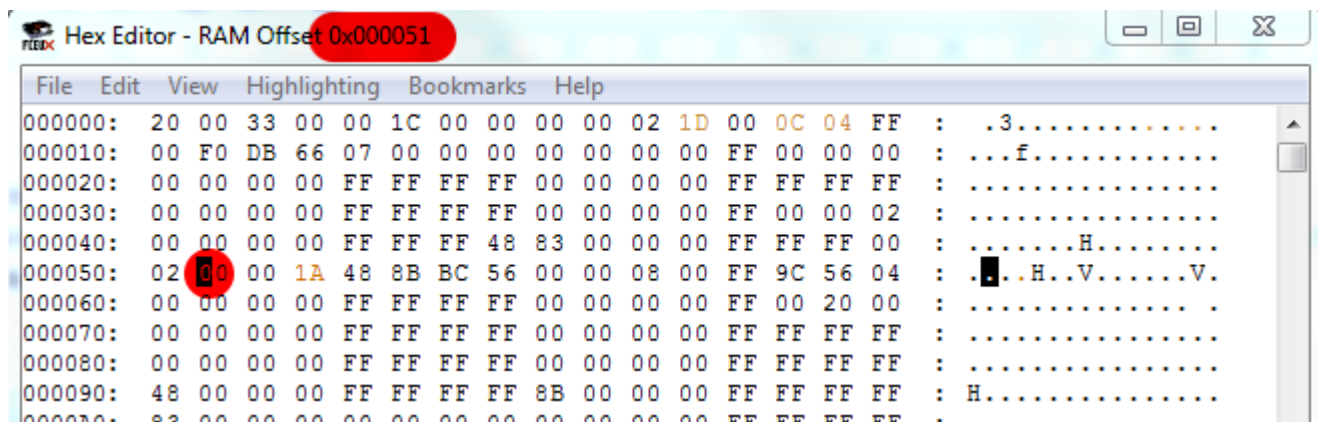 FCEUX Hex Editor - RAM Offset 0x000051
File Edit View Highlighting Bookmarks Help
000000: 20 00 33 00 00 1C 00 00 00 00 02 1D 00 0C 04 FF : .3.............
000010: 00 F0 DB 66 07 00 00 00 00 00 00 FF 00 00 00 : ...f............
000020: 00 00 00 00 FF FF FF FF 00 00 00 00 FF FF FF FF : ................
000030: 00 00 00 00 FF FF FF FF 00 00 00 00 FF 00 00 02 : ................
000040: 00 00 00 00 FF FF FF 48 83 00 00 00 FF FF FF 00 : .......H........
000050: 02 00 00 1A 48 8B BC 56 00 00 08 00 FF 9C 56 04 : ....H..V......V.
000060: 00 00 00 00 FF FF FF FF 00 00 00 00 FF 00 20 00 : .............. .
000070: 00 00 00 00 FF FF FF FF 00 00 00 00 FF FF FF FF : ................
000080: 00 00 00 00 FF FF FF FF 00 00 00 00 FF FF FF FF : ................
000090: 48 00 00 00 FF FF FF FF 8B 00 00 00 FF FF FF FF : H...............